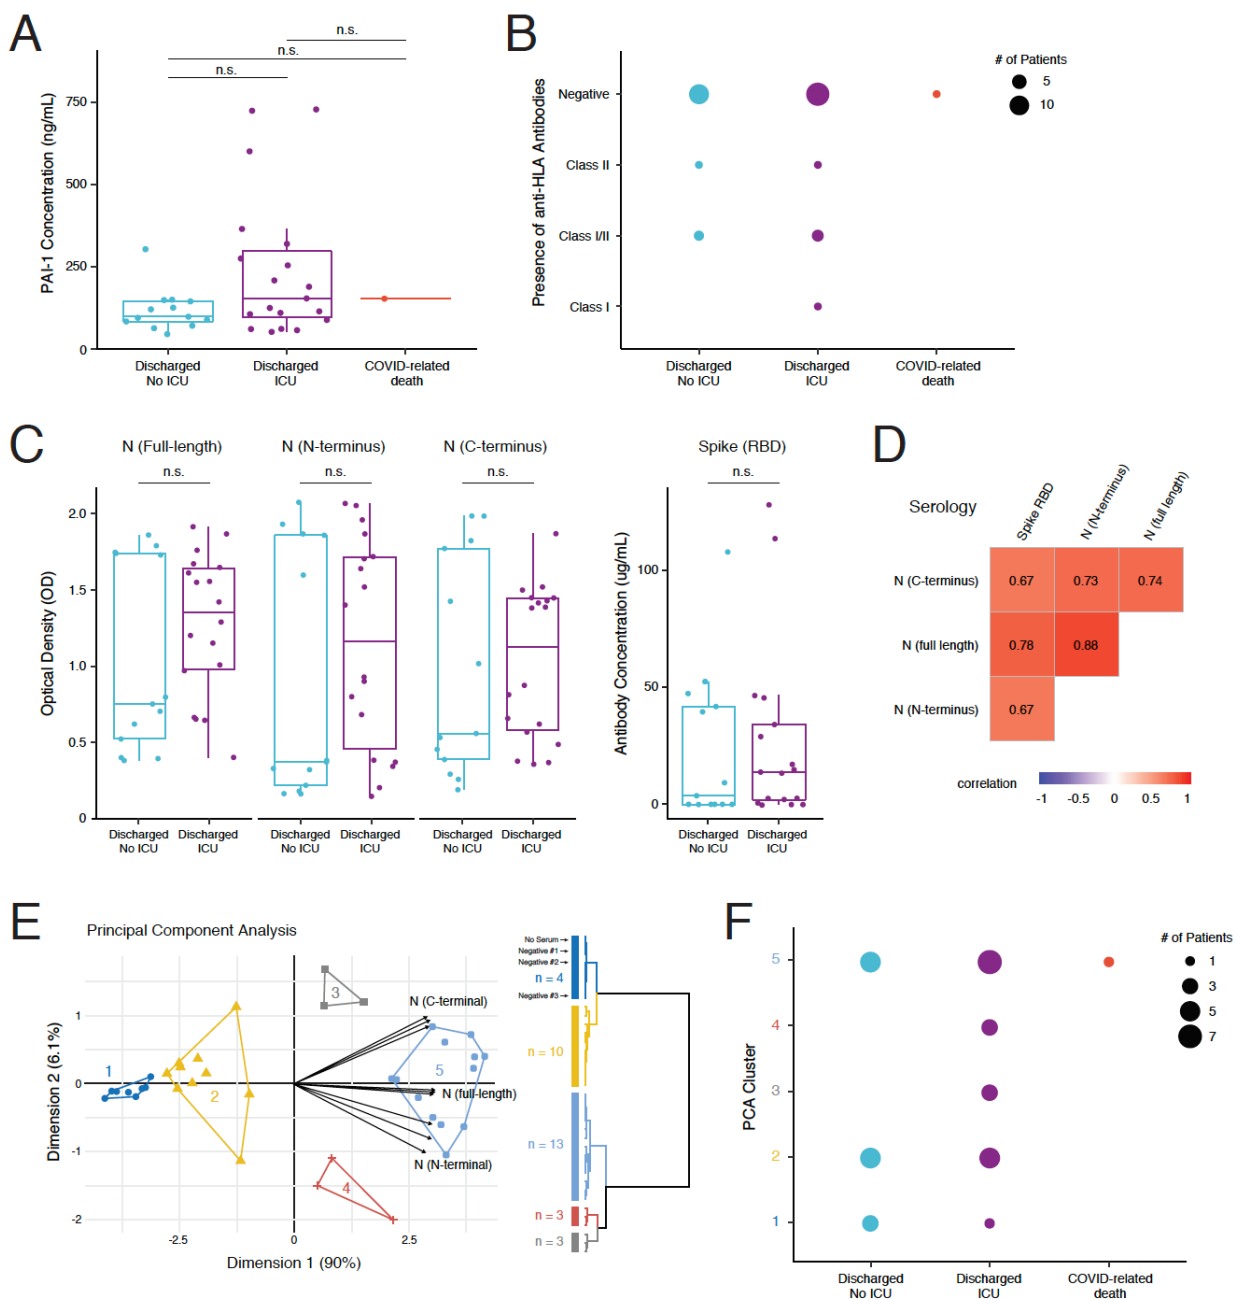 A
n.s.
n.s.
n.s.
PAI-1 Concentration (ng/mL)
750
500
250
0
Discharged
No ICU
Discharged
ICU
COVID-related
death
B
# of Patients
5
10
Presence of anti-HLA Antibodies
Negative
Class II
Class I/II
Class I
Discharged
No ICU
Discharged
ICU
COVID-related
death
C
N (Full-length)
N (N-terminus)
N (C-terminus)
Spike (RBD)
n.s.
n.s.
n.s.
n.s.
Optical Density (OD)
2.0
1.5
1.0
0.5
0
Discharged
No ICU
Discharged
ICU
Discharged
No ICU
Discharged
ICU
Discharged
No ICU
Discharged
ICU
Antibody Concentration (ug/mL)
100
50
0
Discharged
No ICU
Discharged
ICU
D
Serology
Spike RBD
N (N-terminus)
N (full length)
N (C-terminus)
0.67
0.73
0.74
N (full length)
0.78
0.88
N (N-terminus)
0.67
correlation
-1
-0.5
0
0.5
1
E
Principal Component Analysis
Dimension 2 (6.1%)
1
0
-1
-2
-2.5
0
2.5
Dimension 1 (90%)
1
2
3
4
5
N (C-terminal)
N (full-length)
N (N-terminal)
No Serum
Negative #1
Negative #2
n = 4
Negative #3
n = 10
n = 13
n = 3
n = 3
F
# of Patients
1
3
5
7
PCA Cluster
5
4
3
2
1
Discharged
No ICU
Discharged
ICU
COVID-related
death